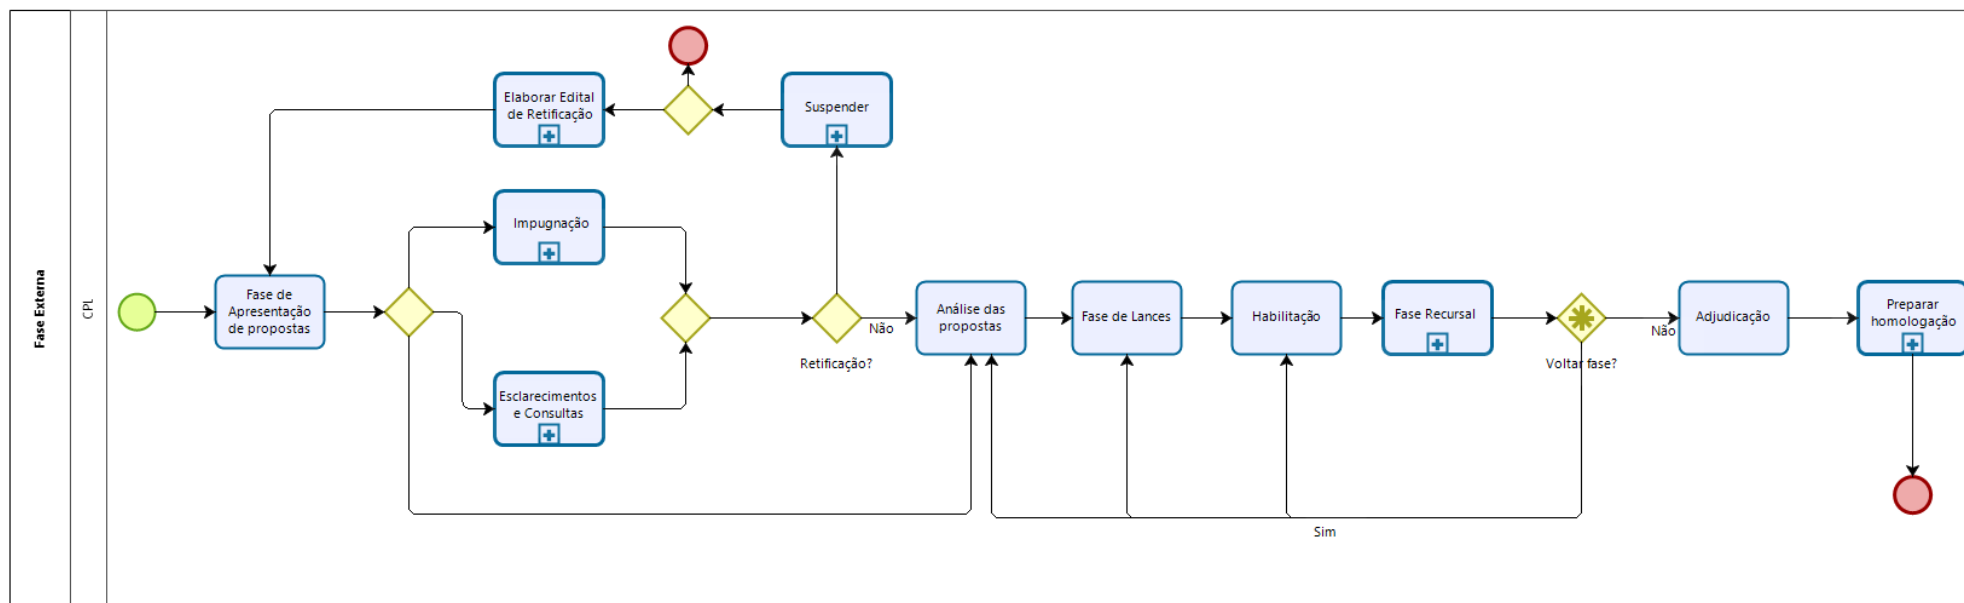 Fase Externa
CPL
Elaborar Edital
de Retificação
Suspender
Impugnação
Fase de
Apresentação
de propostas
Esclarecimentos
e Consultas
Retificação?
Não
Análise das
propostas
Fase de Lances
Habilitação
Fase Recursal
Voltar fase?
Não
Sim
Adjudicação
Preparar
homologação